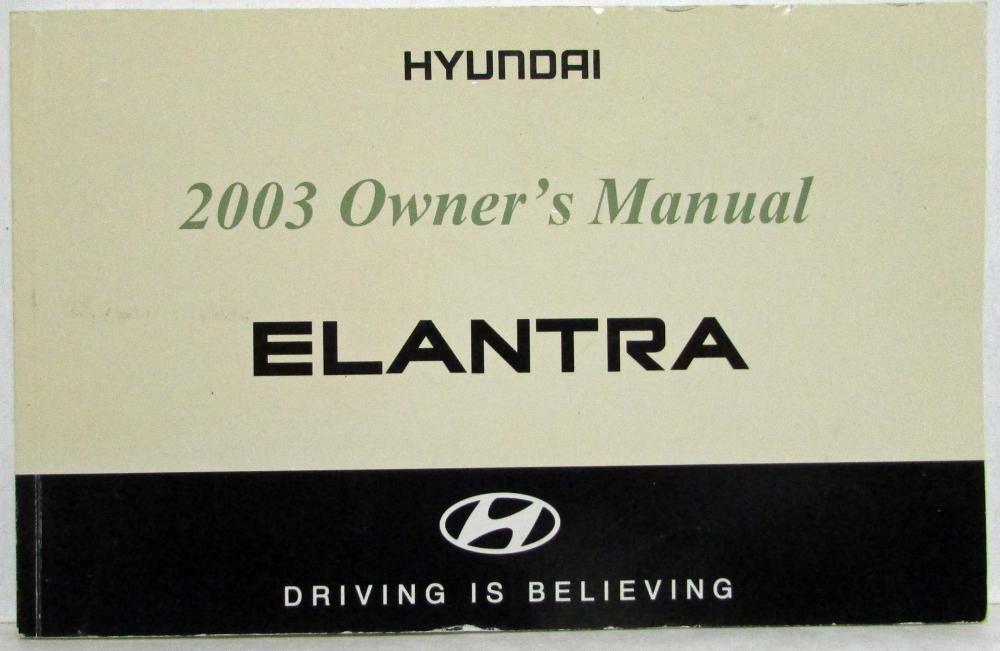 HYUNDAI
2003 Owner's Manual
ELANTRA
DRIVING IS BELIEVING